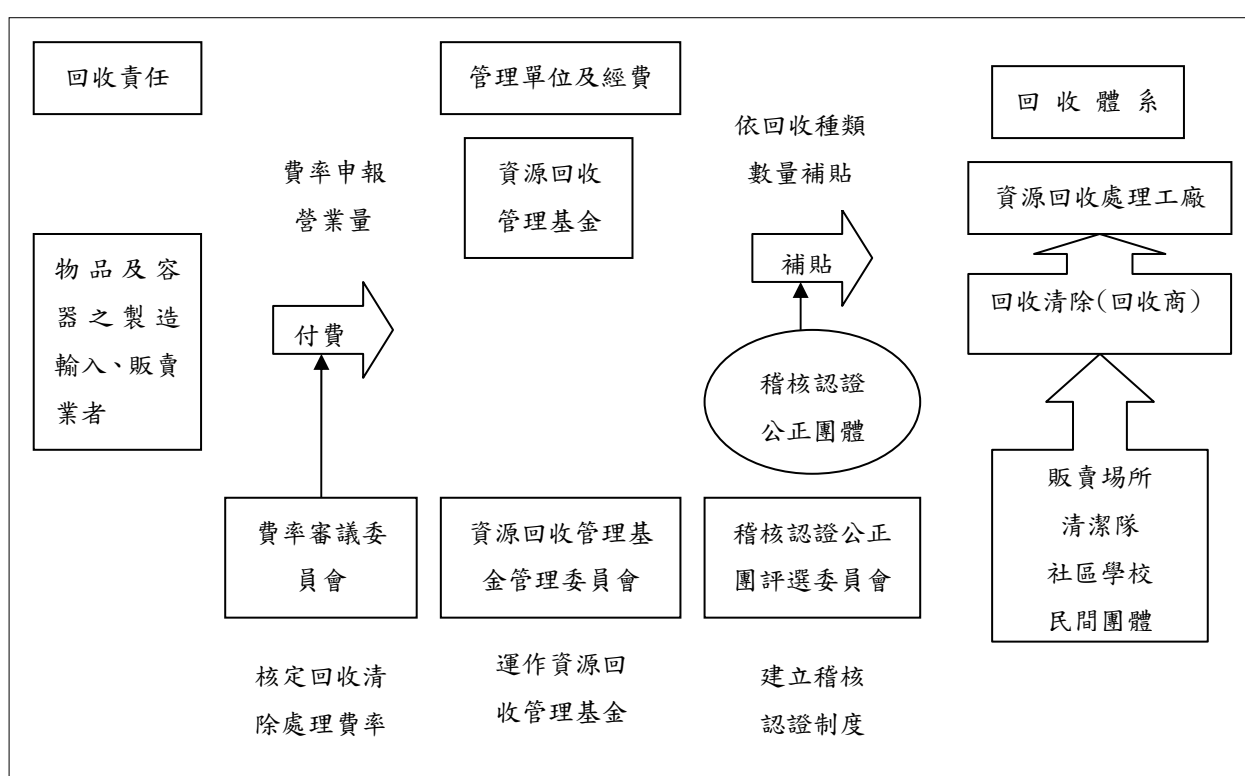 回收責任
管理單位及經費
回收體系
費率申報
營業量
資源回收
管理基金
依回收種類
數量補貼
資源回收處理工廠
物品及容
器之製造
輸入、販賣
業者
付費
補貼
回收清除(回收商)
稽核認證
公正團體
販賣場所
清潔隊
社區學校
民間團體
費率審議委
員會
資源回收管理基
金管理委員會
稽核認證公正
團評選委員會
核定回收清
除處理費率
運作資源回
收管理基金
建立稽核
認證制度